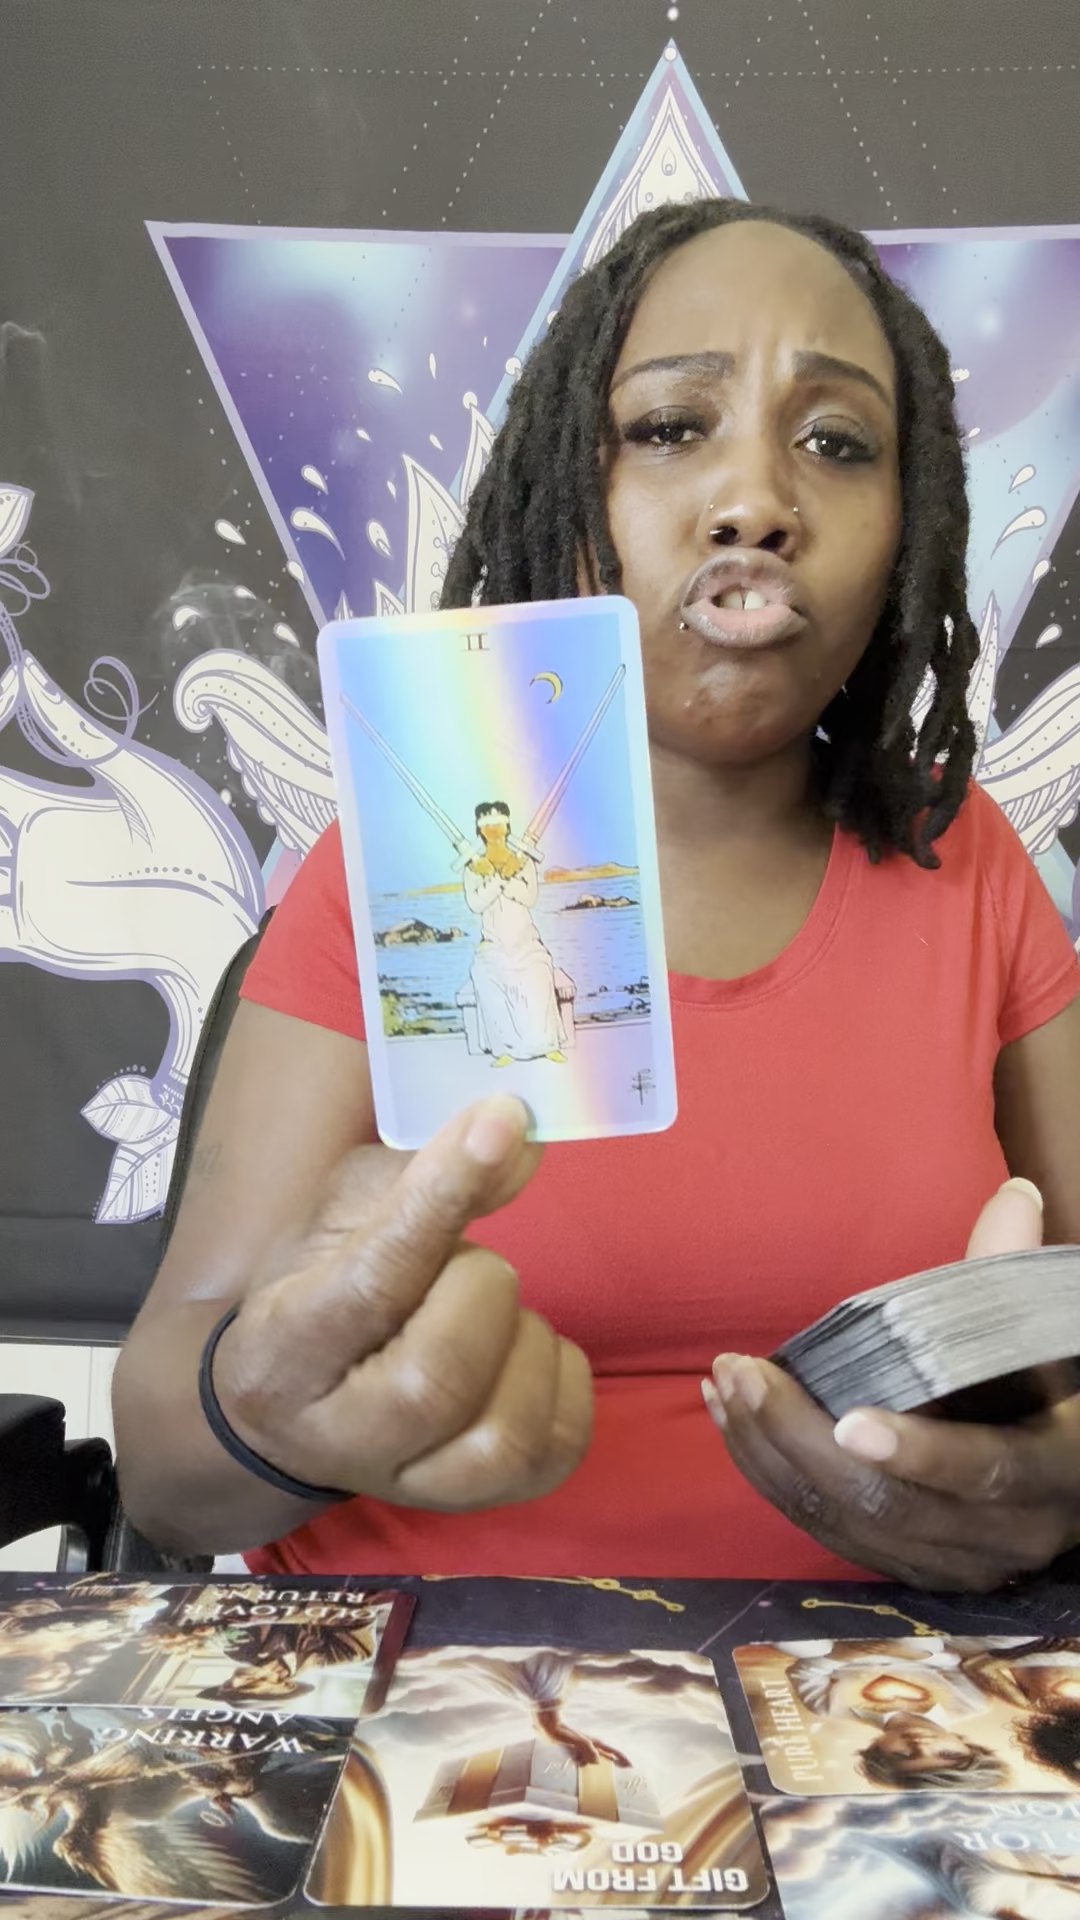 II
OLD LOVER
RETURNS
WARRING
ANGELS
GIFT FROM
GOD
PURE HEART